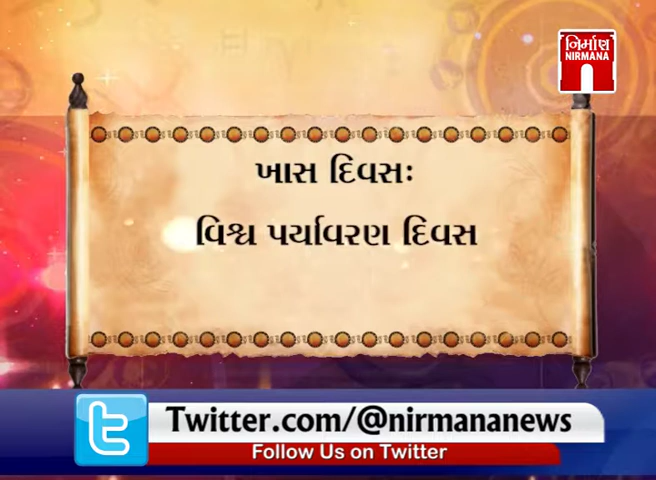 નિર્માણ
NIRMANA
ખાસ દિવસઃ
વિશ્વ પર્યાવરણ દિવસ
Twitter.com/@nirmananews
Follow Us on Twitter